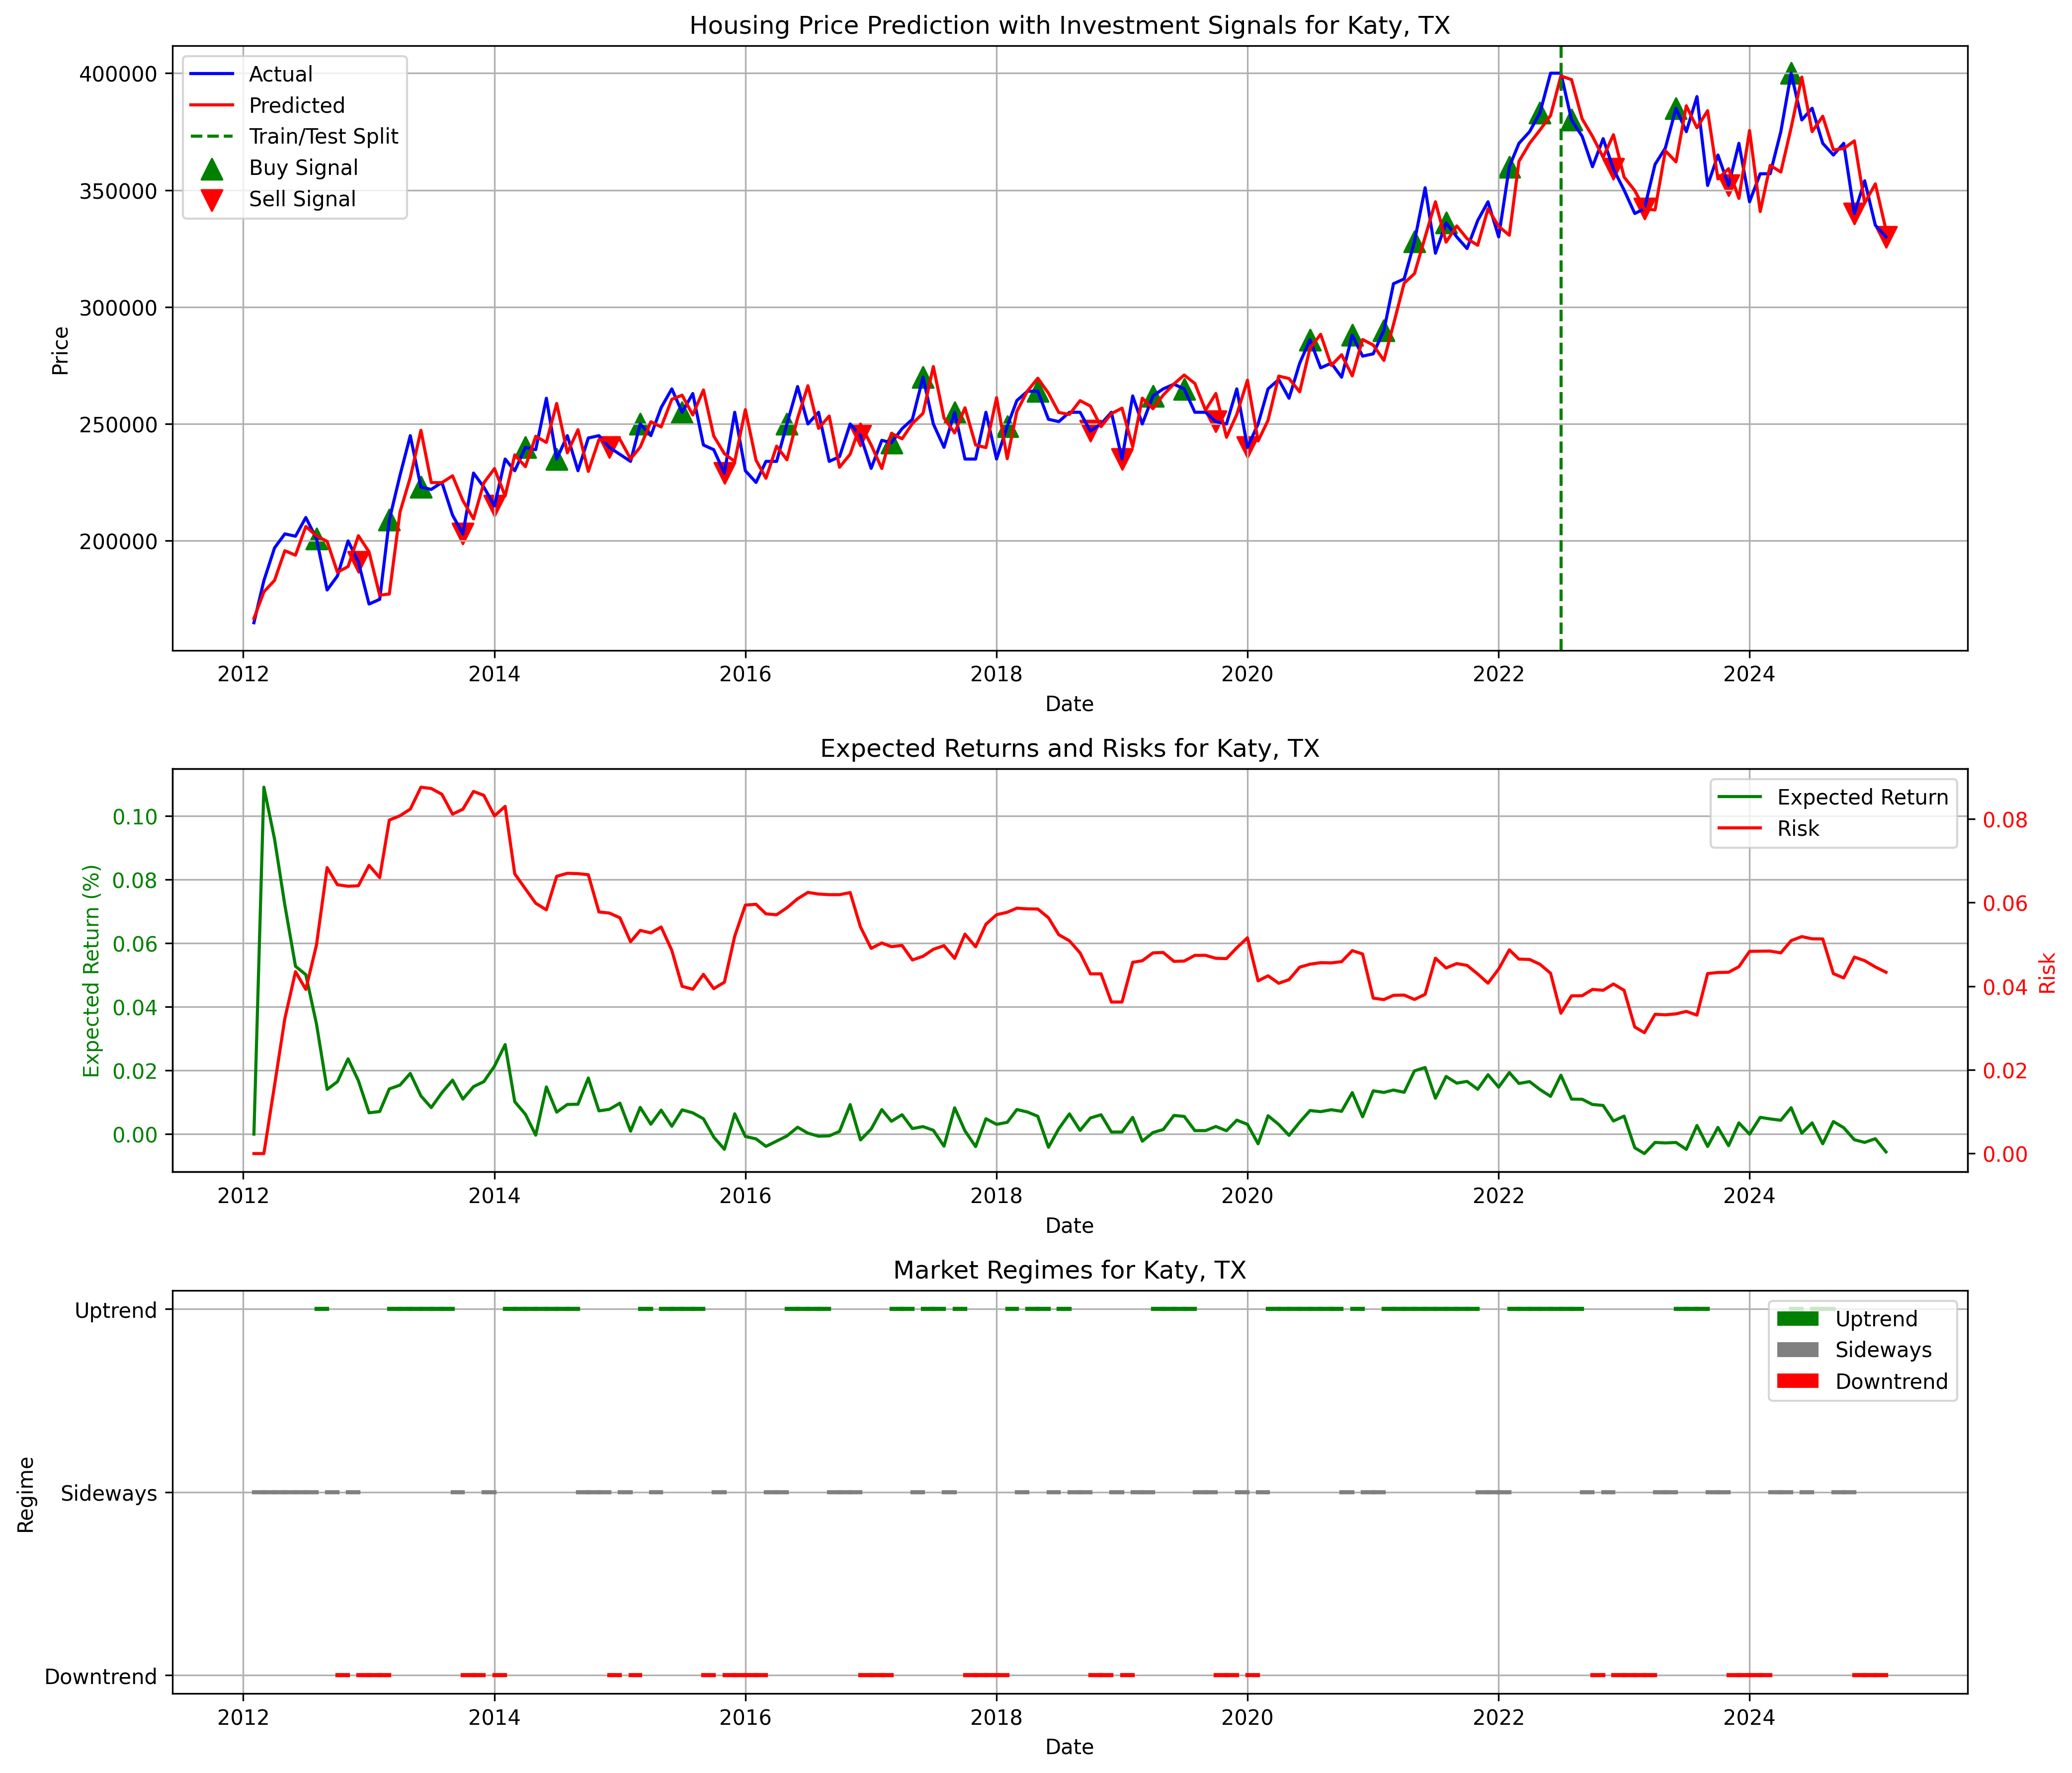 Housing Price Prediction with Investment Signals for Katy, TX
Actual
Predicted
Train/Test Split
Buy Signal
Sell Signal
400000
350000
300000
250000
200000
Price
2012 2014 2016 2018 2020 2022 2024
Date
Expected Returns and Risks for Katy, TX
Expected Return
Risk
0.10
0.08
0.06
0.04
0.02
0.00
Expected Return (%)
0.08
0.06
0.04
0.02
0.00
Risk
2012 2014 2016 2018 2020 2022 2024
Date
Market Regimes for Katy, TX
Uptrend
Sideways
Downtrend
Regime
Uptrend
Sideways
Downtrend
2012 2014 2016 2018 2020 2022 2024
Date